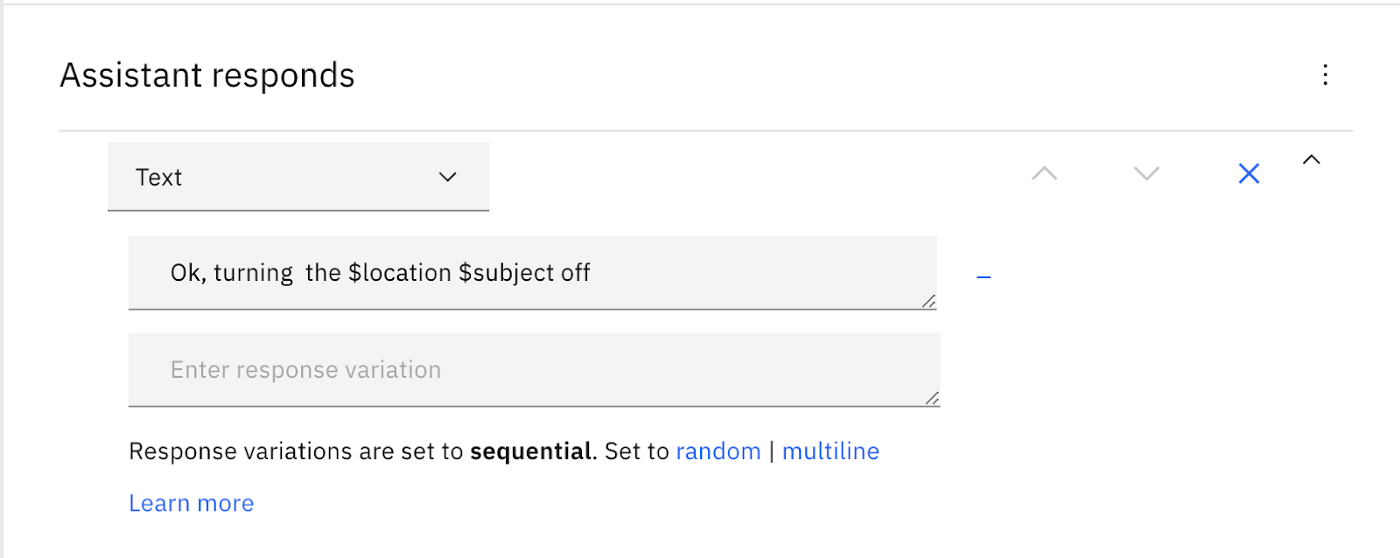 Assistant responds
Text
Ok, turning  the $location $subject off
Enter response variation
Response variations are set to sequential. Set to random | multiline
Learn more